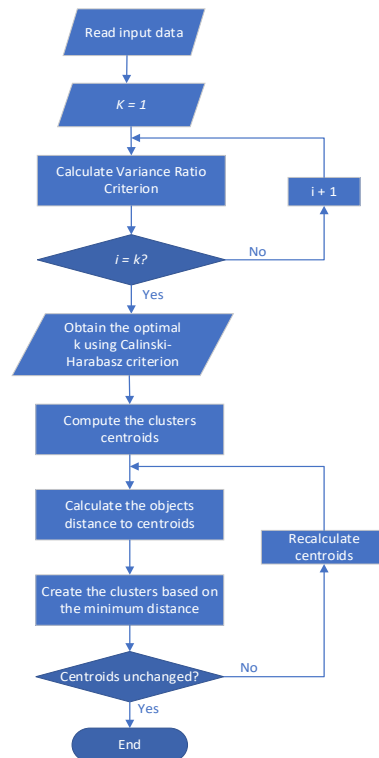 Read input data
K = 1
Calculate Variance Ratio
Criterion
i + 1
i = k?
No
Yes
Obtain the optimal
k using Calinski-
Harabasz criterion
Compute the clusters
centroids
Calculate the objects
distance to centroids
Recalculate
centroids
Create the clusters based on
the minimum distance
Centroids unchanged?
No
Yes
End